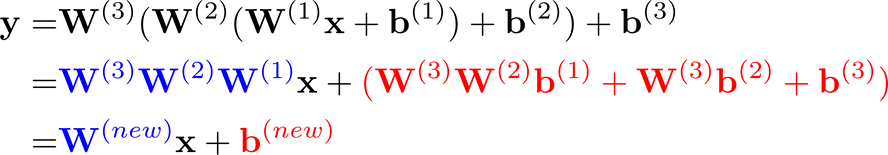 y = W^(3)(W^(2)(W^(1)x + b^(1)) + b^(2)) + b^(3)
= W^(3)W^(2)W^(1)x + (W^(3)W^(2)b^(1) + W^(3)b^(2) + b^(3))
= W^(new)x + b^(new)